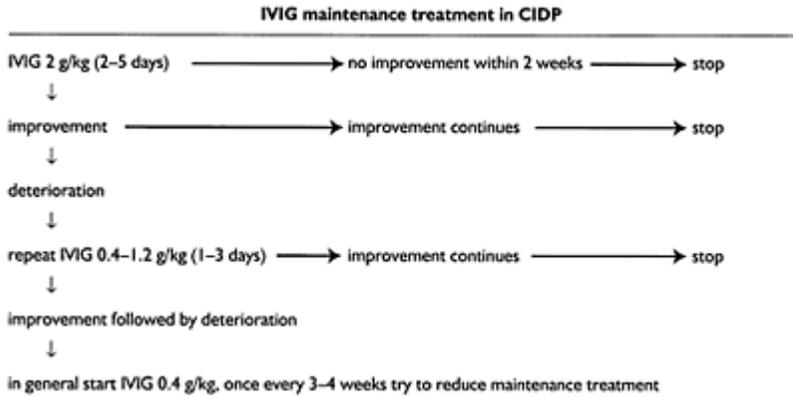 IVIG maintenance treatment in CIDP
IVIG 2 g/kg (2–5 days) → no improvement within 2 weeks → stop
↓
improvement → improvement continues → stop
↓
deterioration
↓
repeat IVIG 0.4–1.2 g/kg (1–3 days) → improvement continues → stop
↓
improvement followed by deterioration
↓
in general start IVIG 0.4 g/kg, once every 3–4 weeks try to reduce maintenance treatment